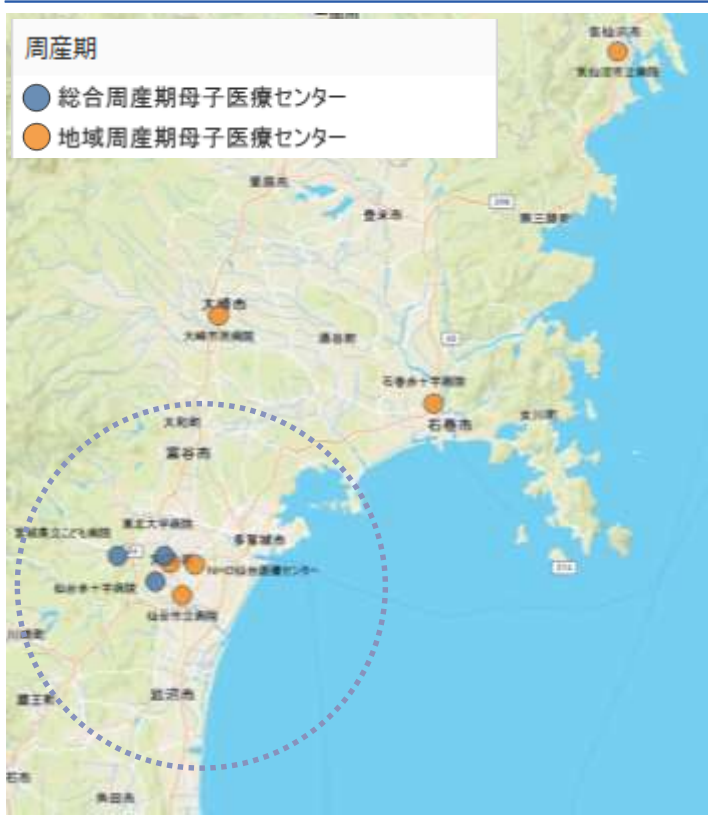 周産期
総合周産期母子医療センター
地域周産期母子医療センター
気仙沼市
気仙沼市立病院
栗原市
登米市
398
南三陸町
大崎市
大崎市民病院
涌谷町
石巻赤十字病院
石巻市
女川町
大和町
富谷市
東北大学病院
宮城県立こども病院
多賀城市
NHO仙台医療センター
仙台赤十字病院
仙台市立病院
川崎町
蔵王町
岩沼市
角田市